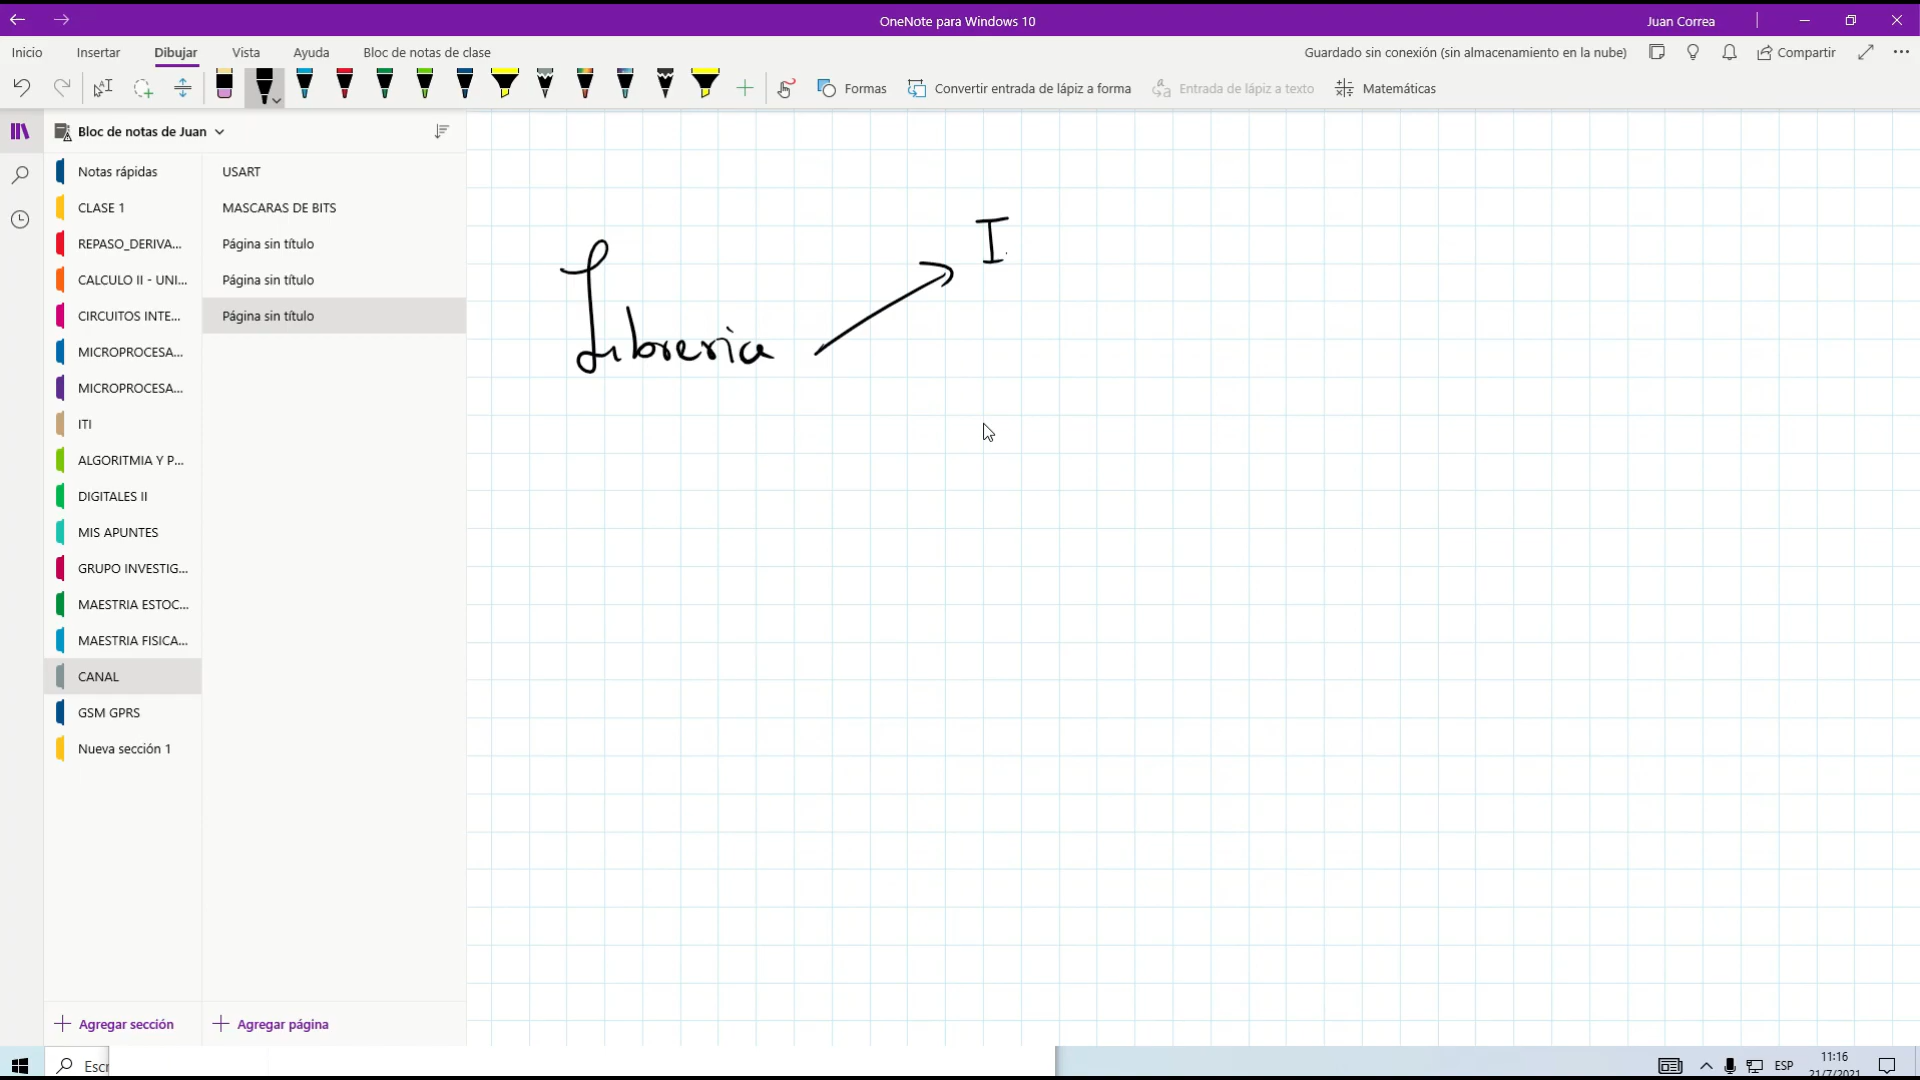 OneNote para Windows 10
Juan Correa
Inicio Insertar Dibujar Vista Ayuda Bloc de notas de clase
Guardado sin conexión (sin almacenamiento en la nube) Compartir
Formas Convertir entrada de lápiz a forma Entrada de lápiz a texto Matemáticas
Bloc de notas de Juan
Notas rápidas
CLASE 1
REPASO_DERIVA...
CALCULO II - UNI...
CIRCUITOS INTE...
MICROPROCESA...
MICROPROCESA...
ITI
ALGORITMIA Y P...
DIGITALES II
MIS APUNTES
GRUPO INVESTIG...
MAESTRIA ESTOC...
MAESTRIA FISICA...
CANAL
GSM GPRS
Nueva sección 1
Agregar sección
USART
MASCARAS DE BITS
Página sin título
Página sin título
Página sin título
Agregar página
I
Libreria
Escr
ESP
11:16
21/7/2021